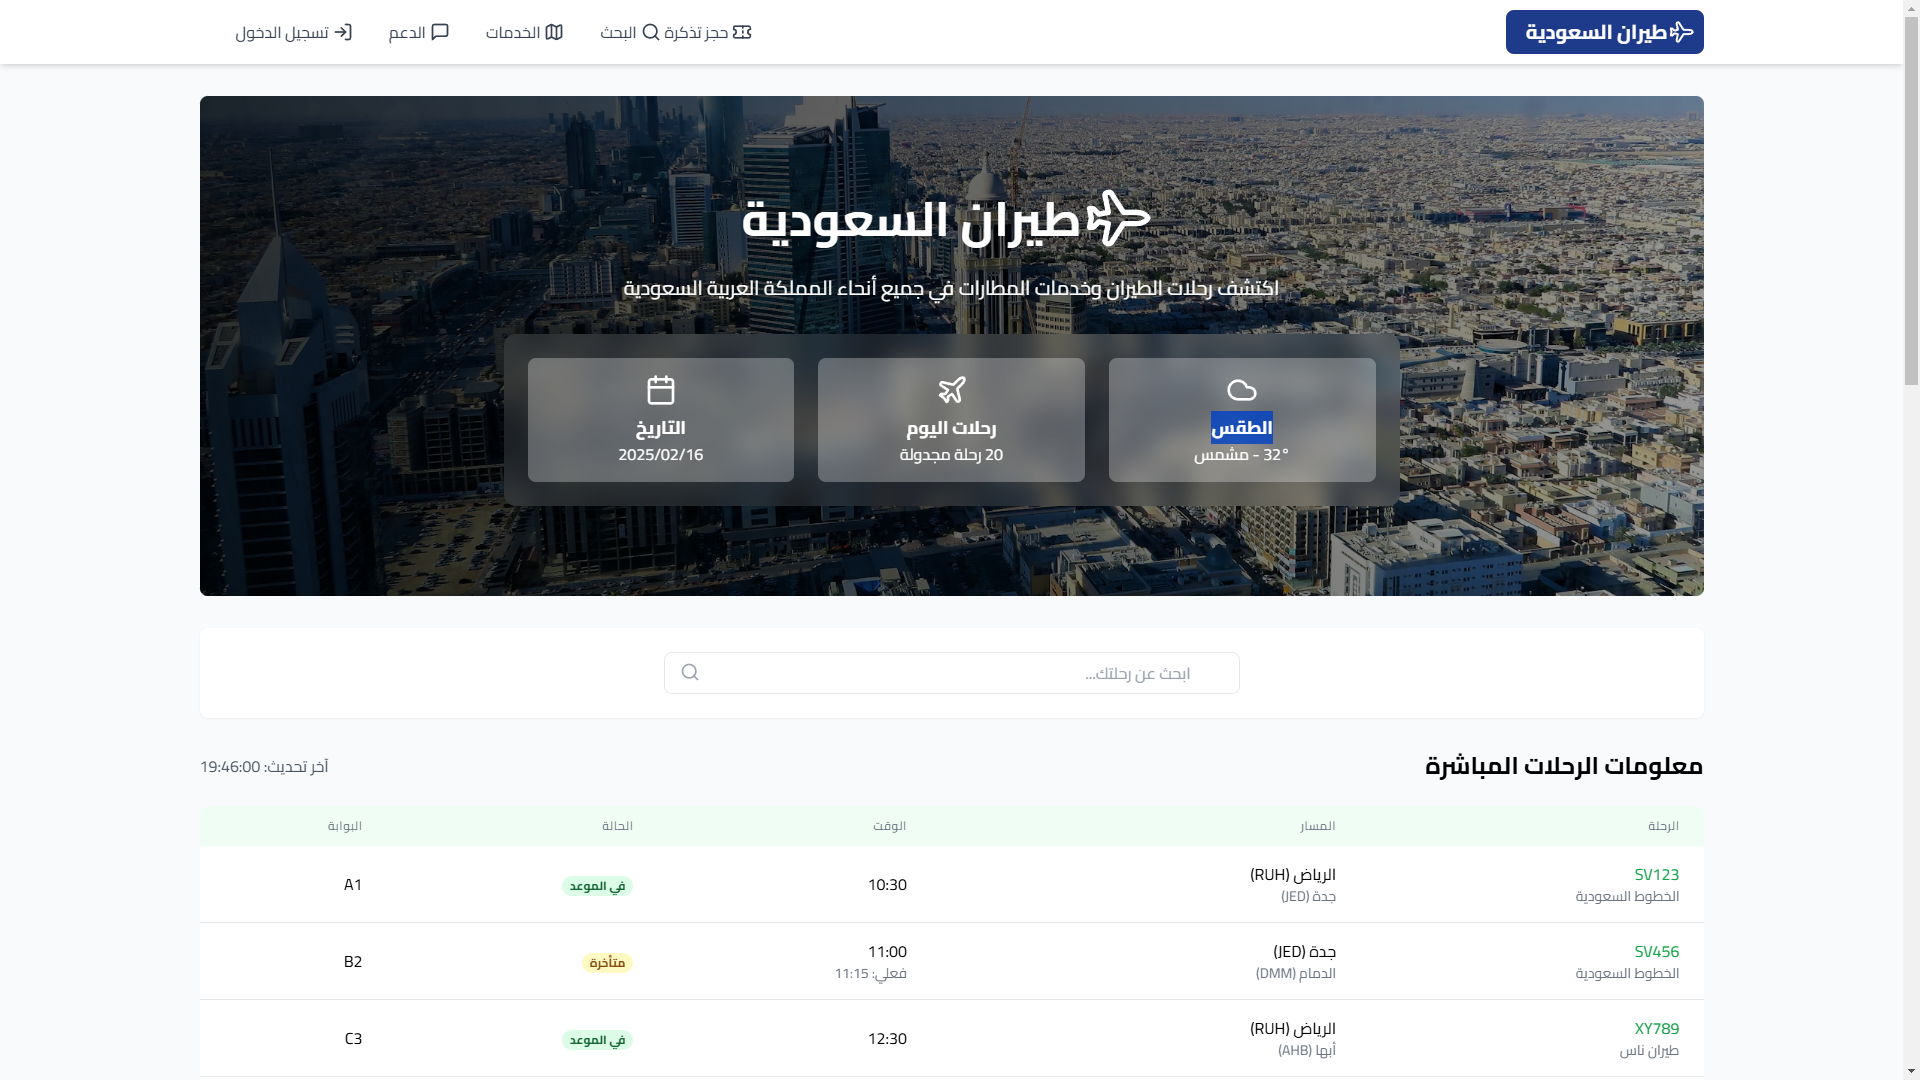 طيران السعودية
حجز تذكرة
البحث
الخدمات
الدعم
تسجيل الدخول
طيران السعودية
اكتشف رحلات الطيران وخدمات المطارات في جميع أنحاء المملكة العربية السعودية
الطقس
32° - مشمس
رحلات اليوم
20 رحلة مجدولة
التاريخ
2025/02/16
ابحث عن رحلتك...
معلومات الرحلات المباشرة
آخر تحديث: 19:46:00
الرحلة المسار الوقت الحالة البوابة
SV123 الرياض (RUH) 10:30 في الموعد A1
الخطوط السعودية جدة (JED)
SV456 جدة (JED) 11:00 متأخرة B2
الخطوط السعودية الدمام (DMM) فعلي: 11:15
XY789 الرياض (RUH) 12:30 في الموعد C3
طيران ناس أبها (AHB)